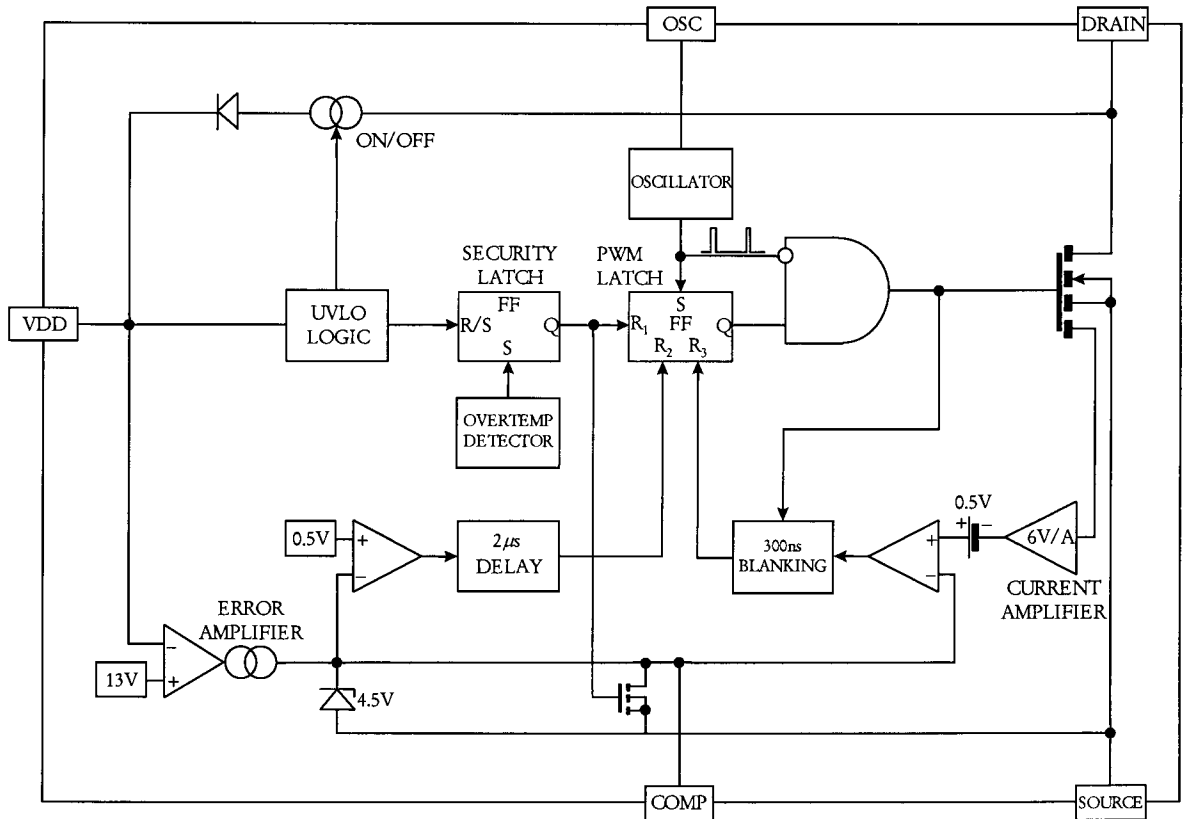 OSC
DRAIN
ON/OFF
OSCILLATOR
SECURITY
LATCH
PWM
LATCH
VDD
UVLO
LOGIC
FF
R/S
Q
S
S
FF
R1
Q
R2 R3
OVERTEMP
DETECTOR
0.5V
+
-
2μs
DELAY
300ns
BLANKING
+
-
0.5V
+ -
6V/A
CURRENT
AMPLIFIER
ERROR
AMPLIFIER
-
+
13V
4.5V
COMP
SOURCE